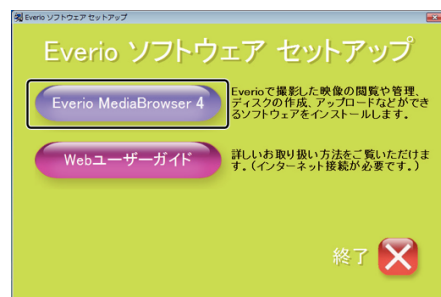 Everio ソフトウェア セットアップ
Everio ソフトウェア セットアップ
Everio MediaBrowser 4
Everioで撮影した映像の閲覧や管理、
ディスクの作成、アップロードなどができ
るソフトウェアをインストールします。
Webユーザーガイド
詳しいお取り扱い方法をご覧いただけま
す。(インターネット接続が必要です。)
終了